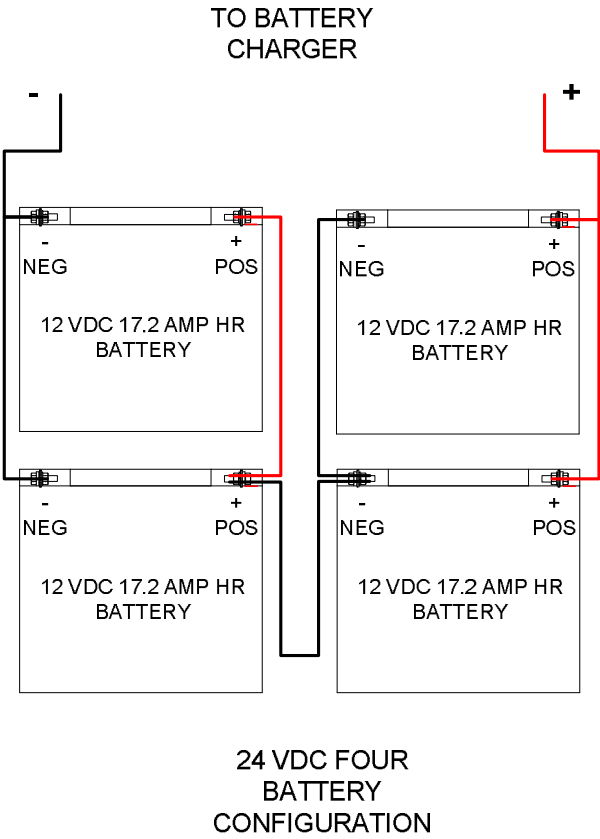 TO BATTERY
CHARGER
- +
- + - +
NEG POS NEG POS
12 VDC 17.2 AMP HR 12 VDC 17.2 AMP HR
BATTERY BATTERY
- + - +
NEG POS NEG POS
12 VDC 17.2 AMP HR 12 VDC 17.2 AMP HR
BATTERY BATTERY
24 VDC FOUR
BATTERY
CONFIGURATION